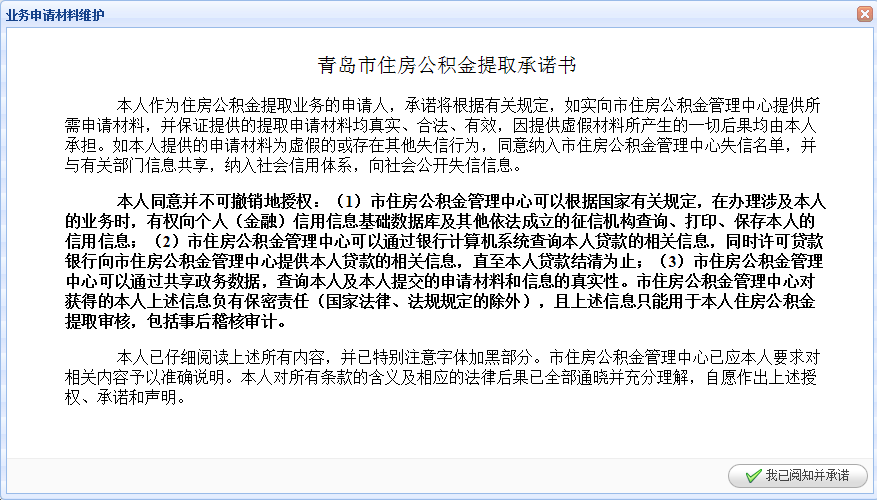 业务申请材料维护
青岛市住房公积金提取承诺书
本人作为住房公积金提取业务的申请人，承诺将根据有关规定，如实向市住房公积金管理中心提供所
需申请材料，并保证提供的提取申请材料均真实、合法、有效，因提供虚假材料所产生的一切后果均由本人
承担。如本人提供的申请材料为虚假的或存在其他失信行为，同意纳入市住房公积金管理中心失信名单，并
与有关部门信息共享，纳入社会信用体系，向社会公开失信信息。
本人同意并不可撤销地授权：（1）市住房公积金管理中心可以根据国家有关规定，在办理涉及本人
的业务时，有权向个人（金融）信用信息基础数据库及其他依法成立的征信机构查询、打印、保存本人的
信用信息；（2）市住房公积金管理中心可以通过银行计算机系统查询本人贷款的相关信息，同时许可贷款
银行向市住房公积金管理中心提供本人贷款的相关信息，直至本人贷款结清为止；（3）市住房公积金管理
中心可以通过共享政务数据，查询本人及本人提交的申请材料和信息的真实性。市住房公积金管理中心对
获得的本人上述信息负有保密责任（国家法律、法规规定的除外），且上述信息只能用于本人住房公积金
提取审核，包括事后稽核审计。
本人已仔细阅读上述所有内容，并已特别注意字体加黑部分。市住房公积金管理中心已应本人要求对
相关内容予以准确说明。本人对所有条款的含义及相应的法律后果已全部通晓并充分理解，自愿作出上述授
权、承诺和声明。
我已阅知并承诺